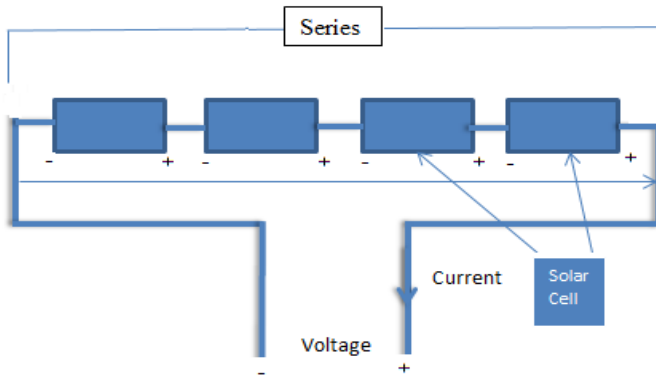 Series
- + - + - + - +
Current
Solar
Cell
Voltage
- +